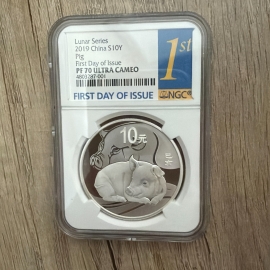 Lunar Series
2019 China S10Y
Pig
First Day of Issue
PF 70 ULTRA CAMEO
1st
FIRST DAY OF ISSUE
NGC
10元